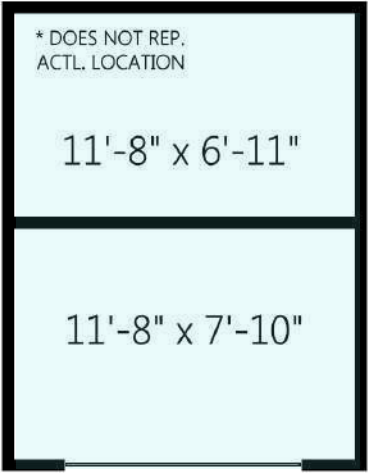 * DOES NOT REP.
ACTL. LOCATION
11'-8" x 6'-11"
11'-8" x 7'-10"